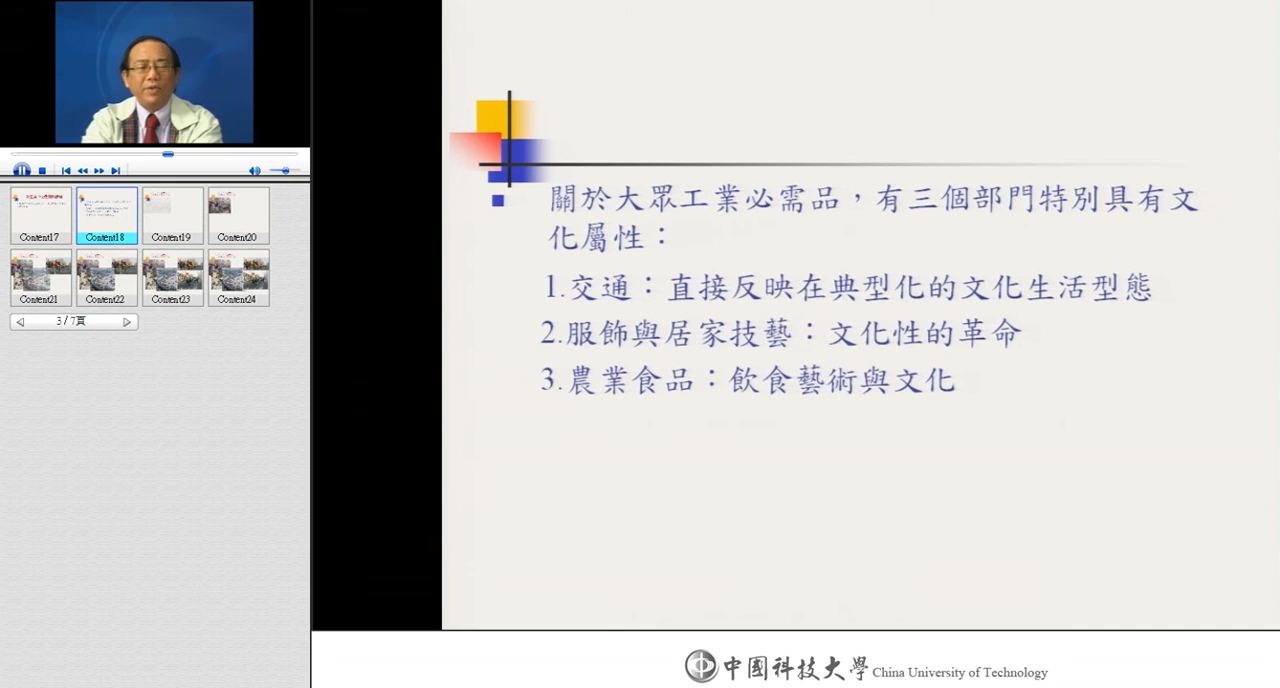 關於大眾工業必需品，有三個部門特別具有文
化屬性：
1.交通：直接反映在典型化的文化生活型態
2.服飾與居家技藝：文化性的革命
3.農業食品：飲食藝術與文化
Content17
Content18
Content19
Content20
Content21
Content22
Content23
Content24
3/7頁
中國科技大學 China University of Technology